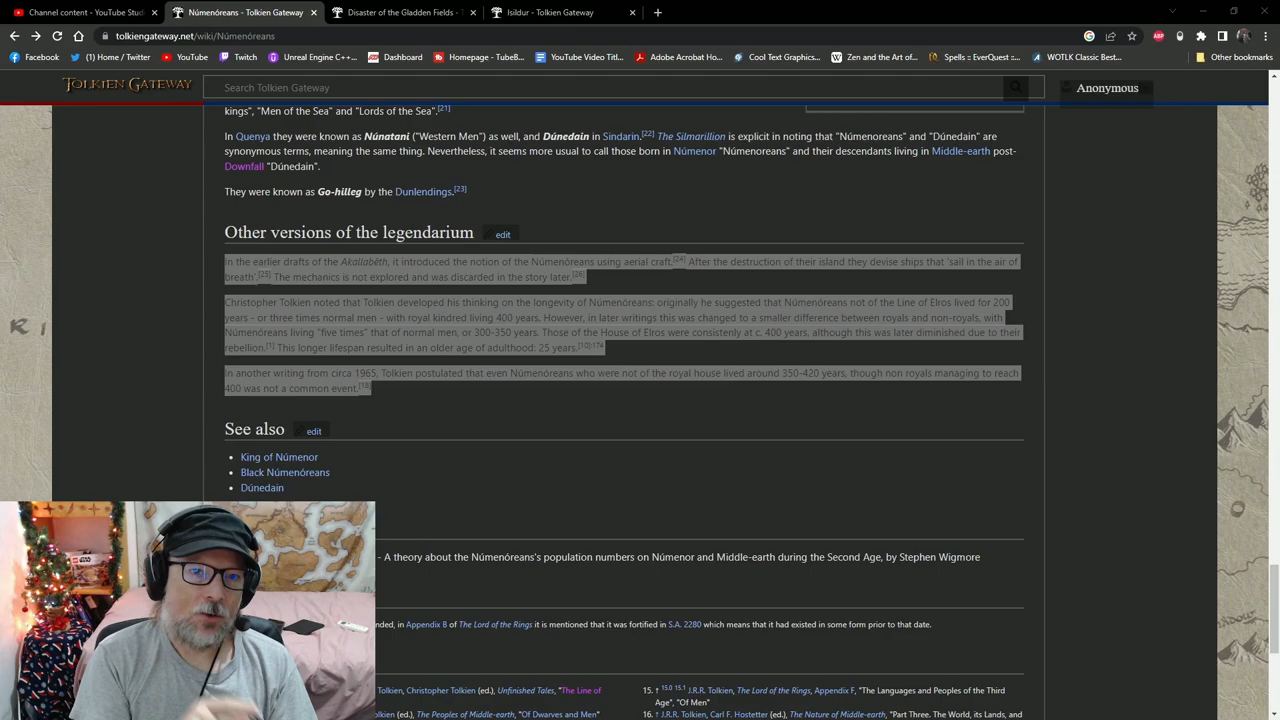 Channel content - YouTube Studi
Númenóreans - Tolkien Gateway
Disaster of the Gladden Fields - T
Isildur - Tolkien Gateway
tolkiengateway.net/wiki/Númenóreans
Facebook
(1) Home / Twitter
YouTube
Twitch
Unreal Engine C++...
Dashboard
Homepage - TubeB...
YouTube Video Titl...
Adobe Acrobat Ho...
Cool Text Graphics...
Zen and the Art of...
Spells :: EverQuest...
WOTLK Classic Best...
Other bookmarks
TOLKIEN GATEWAY
Search Tolkien Gateway
Anonymous
kings", "Men of the Sea" and "Lords of the Sea".[21]
In Quenya they were known as Núnatani ("Western Men") as well, and Dúnedain in Sindarin.[22] The Silmarillion is explicit in noting that "Númenoreans" and "Dúnedain" are
synonymous terms, meaning the same thing. Nevertheless, it seems more usual to call those born in Númenor "Númenoreans" and their descendants living in Middle-earth post-
Downfall "Dúnedain".
They were known as Go-hilleg by the Dunlendings.[23]
Other versions of the legendarium
edit
In the earlier drafts of the Akallabêth, it introduced the notion of the Númenóreans using aerial craft.[24] After the destruction of their island they devise ships that 'sail in the air of
breath'.[25] The mechanics is not explored and was discarded in the story later.[26]
Christopher Tolkien noted that Tolkien developed his thinking on the longevity of Númenóreans: originally he suggested that Númenóreans not of the Line of Elros lived for 200
years - or three times normal men - with royal kindred living 400 years. However, in later writings this was changed to a smaller difference between royals and non-royals, with
Númenóreans living "five times" that of normal men, or 300-350 years. Those of the House of Elros were consistenly at c. 400 years, although this was later diminished due to their
rebellion.[1] This longer lifespan resulted in an older age of adulthood: 25 years.[10]:174
In another writing from circa 1965, Tolkien postulated that even Númenóreans who were not of the royal house lived around 350-420 years, though non royals managing to reach
400 was not a common event.[18]
See also
edit
• King of Númenor
• Black Númenóreans
• Dúnedain
- A theory about the Númenóreans's population numbers on Númenor and Middle-earth during the Second Age, by Stephen Wigmore
nded, in Appendix B of The Lord of the Rings it is mentioned that it was fortified in S.A. 2280 which means that it had existed in some form prior to that date.
Tolkien, Christopher Tolkien (ed.), Unfinished Tales, "The Line of
olkien (ed.), The Peoples of Middle-earth, "Of Dwarves and Men"
15. ↑ 15.0 15.1 J.R.R. Tolkien, The Lord of the Rings, Appendix F, "The Languages and Peoples of the Third
Age", "Of Men"
16. ↑ J.R.R. Tolkien, Carl F. Hostetter (ed.), The Nature of Middle-earth, "Part Three. The World, its Lands, and